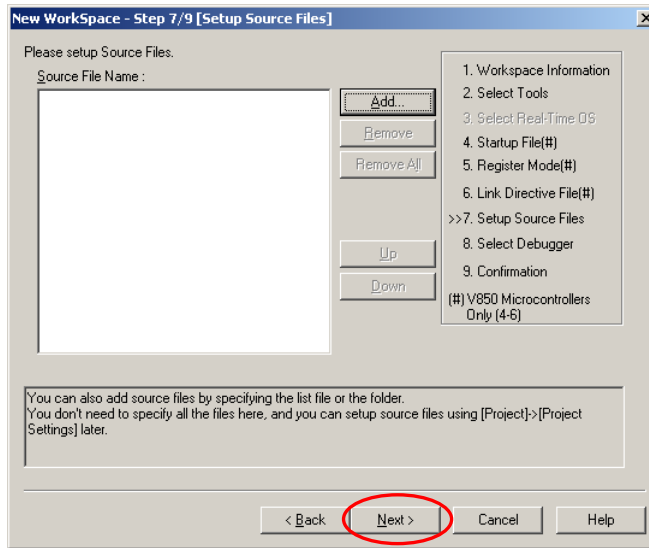 New WorkSpace - Step 7/9 [Setup Source Files]
Please setup Source Files.
Source File Name :
Add...
Remove
Remove All
Up
Down
1. Workspace Information
2. Select Tools
3. Select Real-Time OS
4. Startup File(#)
5. Register Mode(#)
6. Link Directive File(#)
>>7. Setup Source Files
8. Select Debugger
9. Confirmation
(#) V850 Microcontrollers
Only (4-6)
You can also add source files by specifying the list file or the folder.
You don't need to specify all the files here, and you can setup source files using [Project]->[Project
Settings] later.
< Back
Next >
Cancel
Help